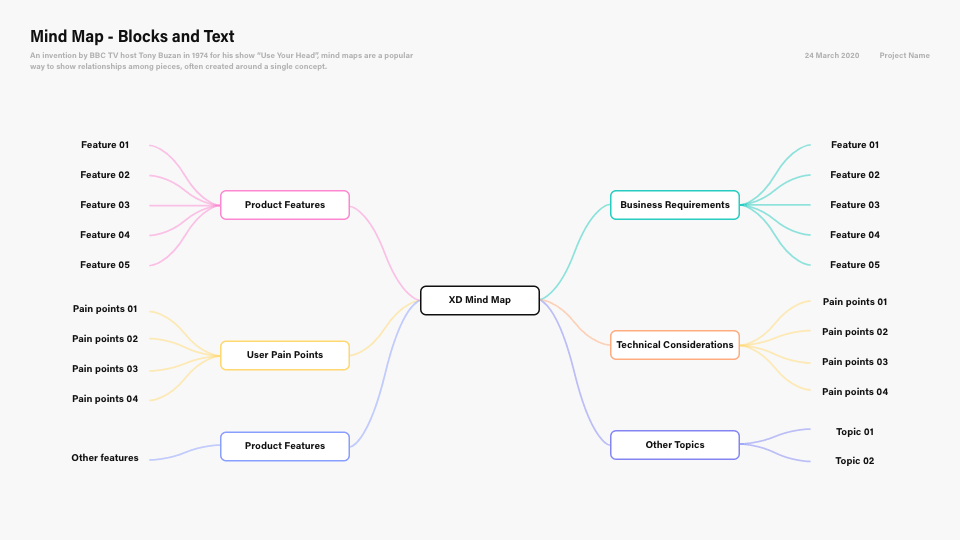 Mind Map - Blocks and Text
An invention by BBC TV host Tony Buzan in 1974 for his show "Use Your Head", mind maps are a popular
way to show relationships among pieces, often created around a single concept.
24 March 2020
Project Name
Feature 01
Feature 02
Feature 03
Feature 04
Feature 05
Product Features
Pain points 01
Pain points 02
Pain points 03
Pain points 04
User Pain Points
Other features
Product Features
XD Mind Map
Business Requirements
Feature 01
Feature 02
Feature 03
Feature 04
Feature 05
Technical Considerations
Pain points 01
Pain points 02
Pain points 03
Pain points 04
Other Topics
Topic 01
Topic 02